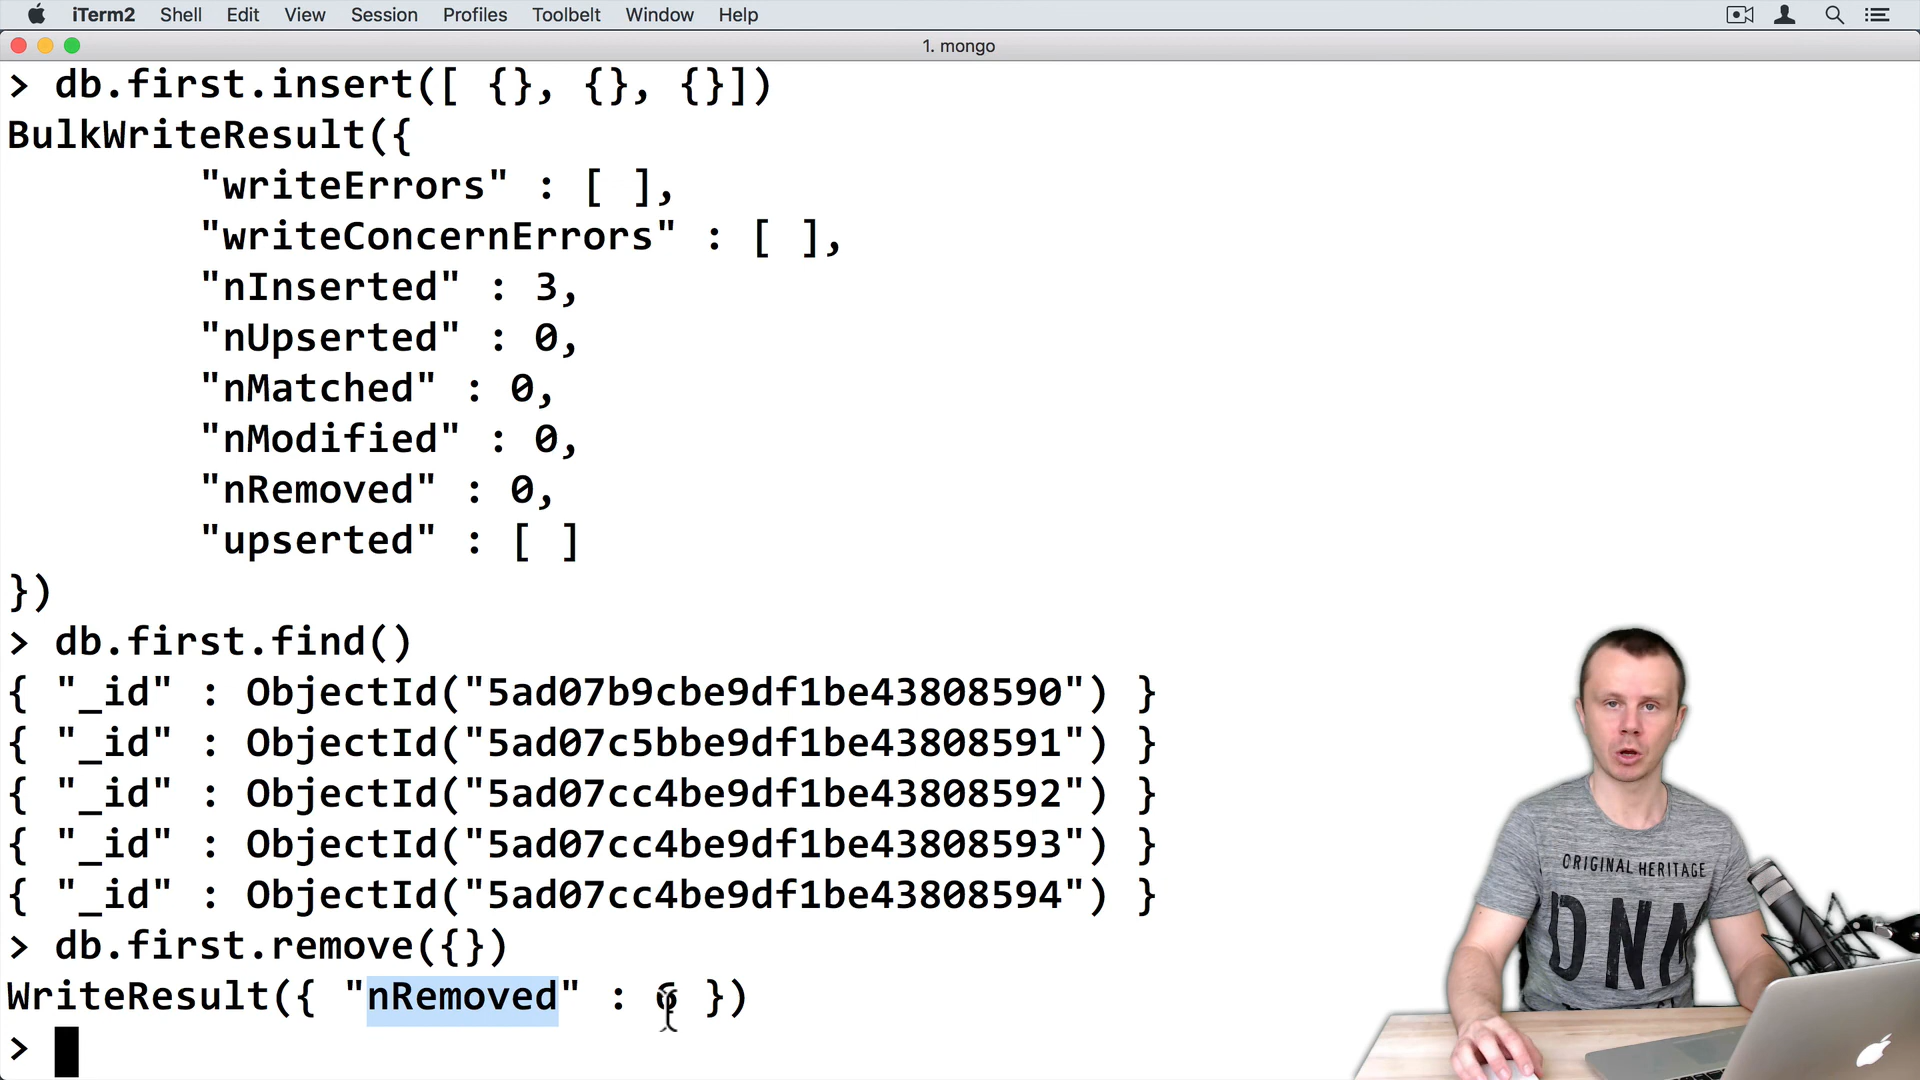 iTerm2 Shell Edit View Session Profiles Toolbelt Window Help
1. mongo
> db.first.insert([ {}, {}, {}])
BulkWriteResult({
"writeErrors" : [ ],
"writeConcernErrors" : [ ],
"nInserted" : 3,
"nUpserted" : 0,
"nMatched" : 0,
"nModified" : 0,
"nRemoved" : 0,
"upserted" : [ ]
})
> db.first.find()
{ "_id" : ObjectId("5ad07b9cbe9df1be43808590") }
{ "_id" : ObjectId("5ad07c5bbe9df1be43808591") }
{ "_id" : ObjectId("5ad07cc4be9df1be43808592") }
{ "_id" : ObjectId("5ad07cc4be9df1be43808593") }
{ "_id" : ObjectId("5ad07cc4be9df1be43808594") }
> db.first.remove({})
WriteResult({ "nRemoved" : })
>
ORIGINAL HERITAGE
DNM